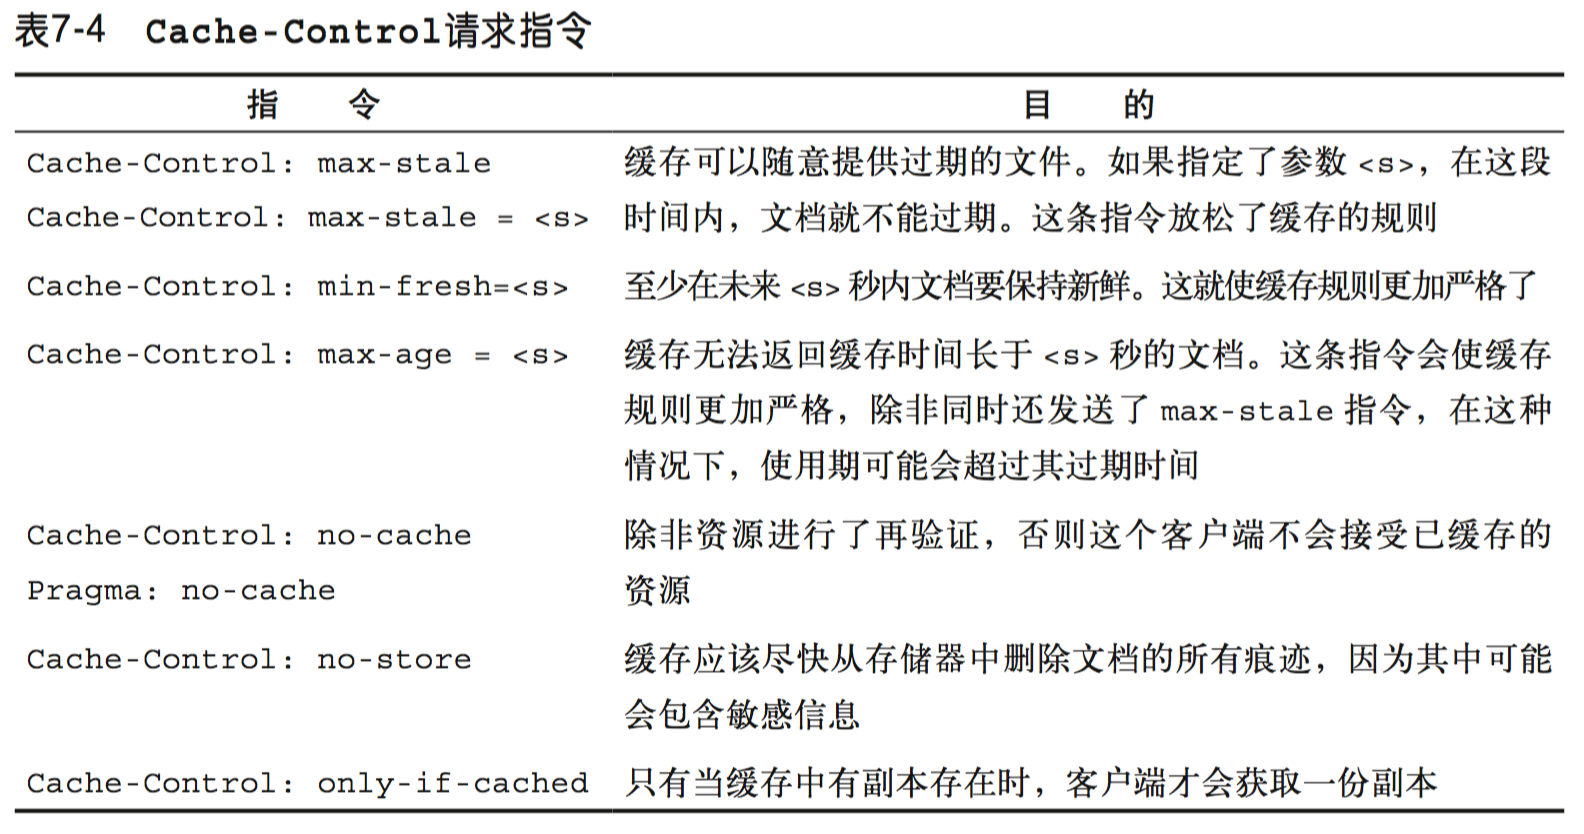 表7-4 Cache-Control请求指令
指 令 目 的
Cache-Control: max-stale 缓存可以随意提供过期的文件。如果指定了参数 <s>，在这段
Cache-Control: max-stale = <s> 时间内，文档就不能过期。这条指令放松了缓存的规则
Cache-Control: min-fresh=<s> 至少在未来 <s> 秒内文档要保持新鲜。这就使缓存规则更加严格了
Cache-Control: max-age = <s> 缓存无法返回缓存时间长于 <s> 秒的文档。这条指令会使缓存
规则更加严格，除非同时还发送了 max-stale 指令，在这种
情况下，使用期可能会超过其过期时间
Cache-Control: no-cache 除非资源进行了再验证，否则这个客户端不会接受已缓存的
Pragma: no-cache 资源
Cache-Control: no-store 缓存应该尽快从存储器中删除文档的所有痕迹，因为其中可能
会包含敏感信息
Cache-Control: only-if-cached 只有当缓存中有副本存在时，客户端才会获取一份副本